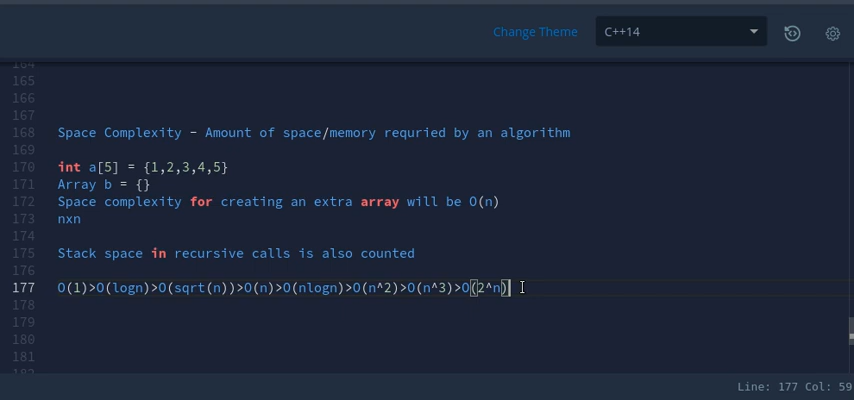 Change Theme
C++14
164
165
166
167
168 Space Complexity - Amount of space/memory requried by an algorithm
169
170 int a[5] = {1,2,3,4,5}
171 Array b = {}
172 Space complexity for creating an extra array will be O(n)
173 nxn
174
175 Stack space in recursive calls is also counted
176
177 O(1)>O(logn)>O(sqrt(n))>O(n)>O(nlogn)>O(n^2)>O(n^3)>O(2^n)
178
179
180
181
182
Line: 177 Col: 59